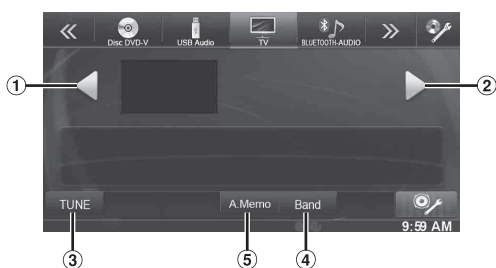 Disc DVD-V USB Audio TV BLUETOOTH-AUDIO
1 2
TUNE A.Memo Band
9:59 AM
3 5 4